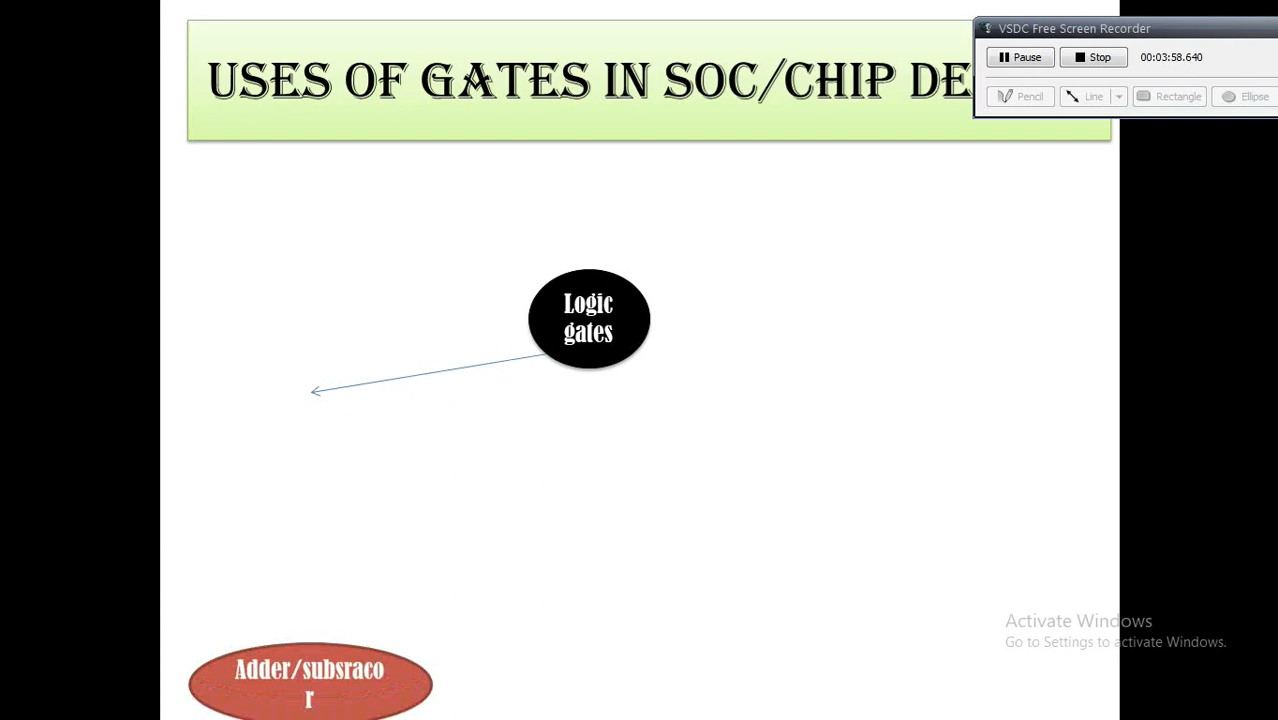 USES OF GATES IN SOC/CHIP DE
VSDC Free Screen Recorder
Pause Stop 00:03:58.640
Pencil Line Rectangle Ellipse
Logic
gates
Activate Windows
Go to Settings to activate Windows.
Adder/subsraco
r